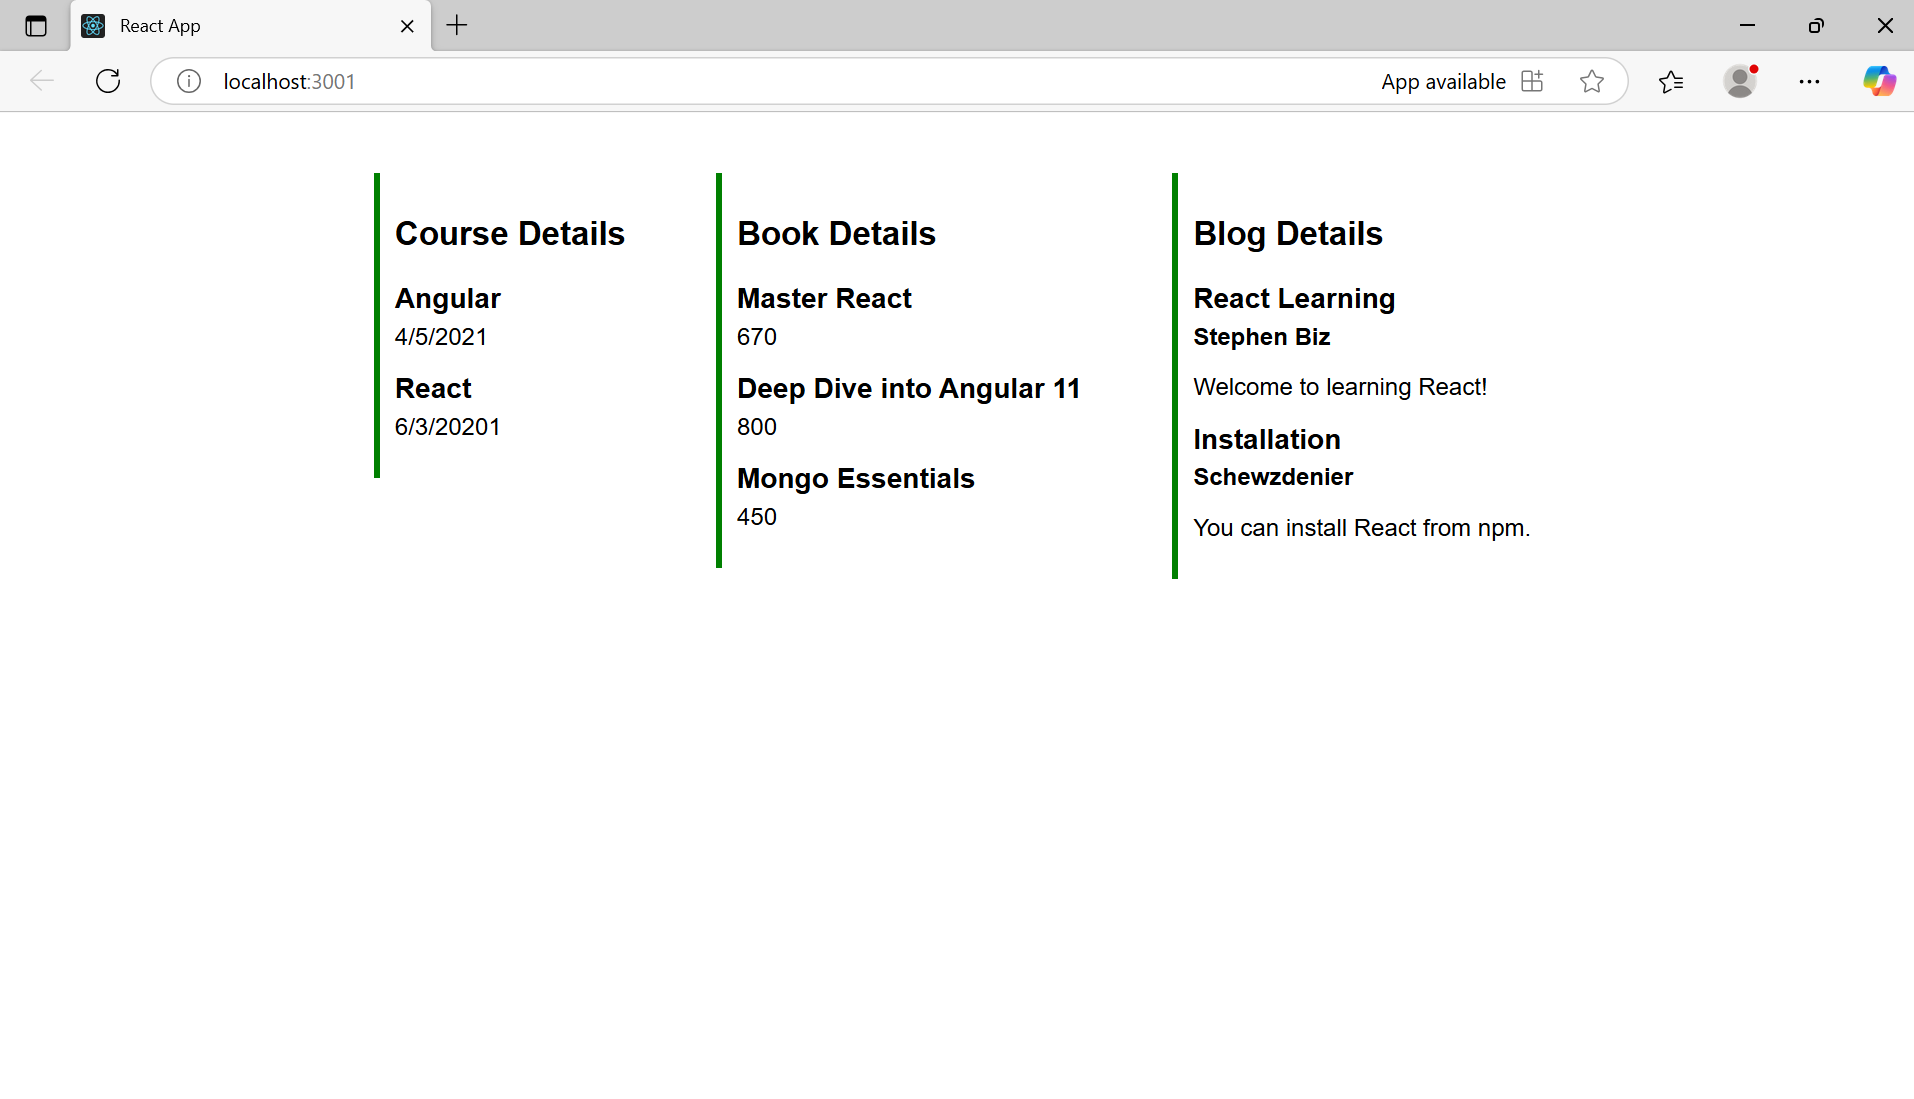 React App
localhost:3001
App available
Course Details
Angular
4/5/2021
React
6/3/20201
Book Details
Master React
670
Deep Dive into Angular 11
800
Mongo Essentials
450
Blog Details
React Learning
Stephen Biz
Welcome to learning React!
Installation
Schewzdenier
You can install React from npm.